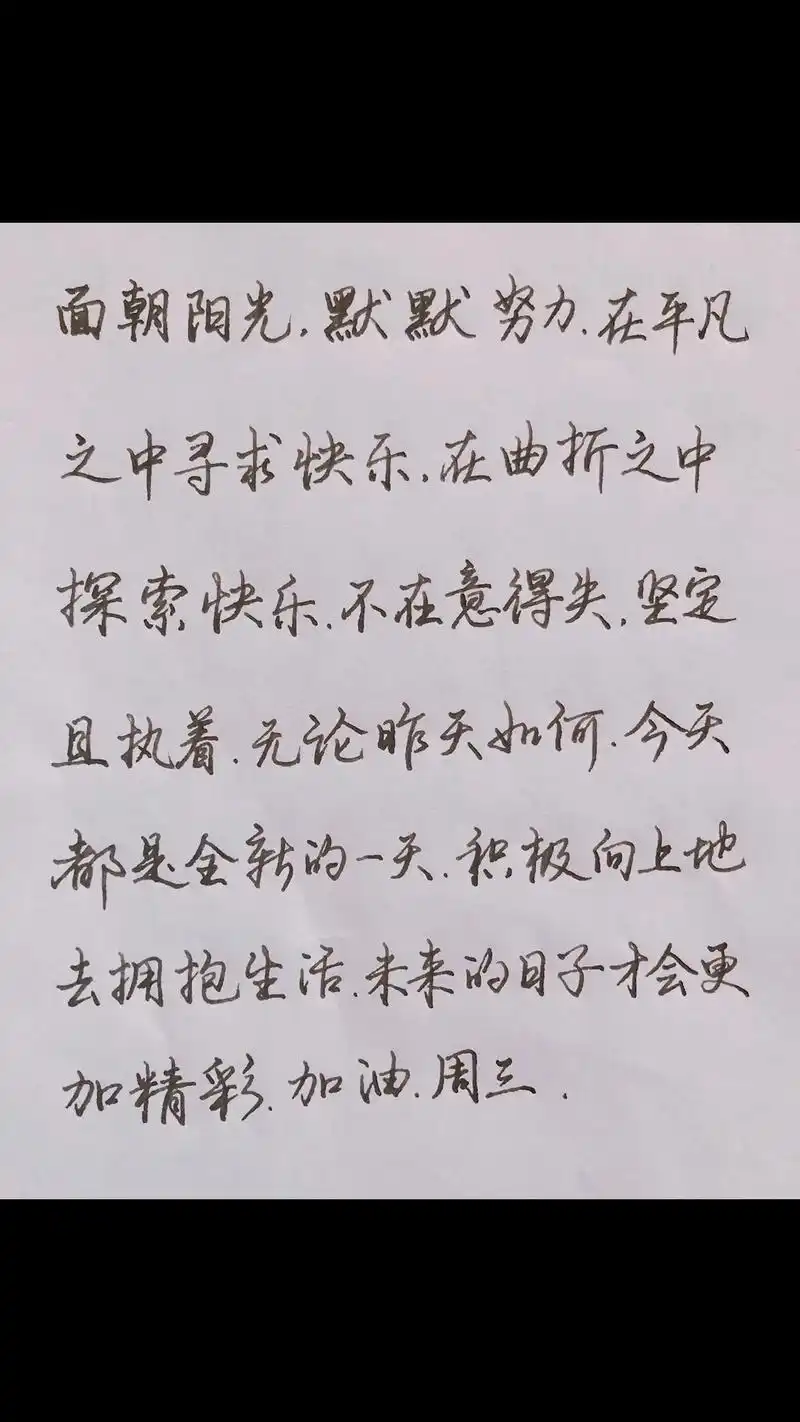 面朝阳光,默默努力.在平凡
之中寻求快乐,在曲折之中
探索快乐.不在意得失,坚定
且执着.无论昨天如何.今天
都是全新的一天.积极向上地
去拥抱生活.未来的日子才会更
加精彩.加油.周三.